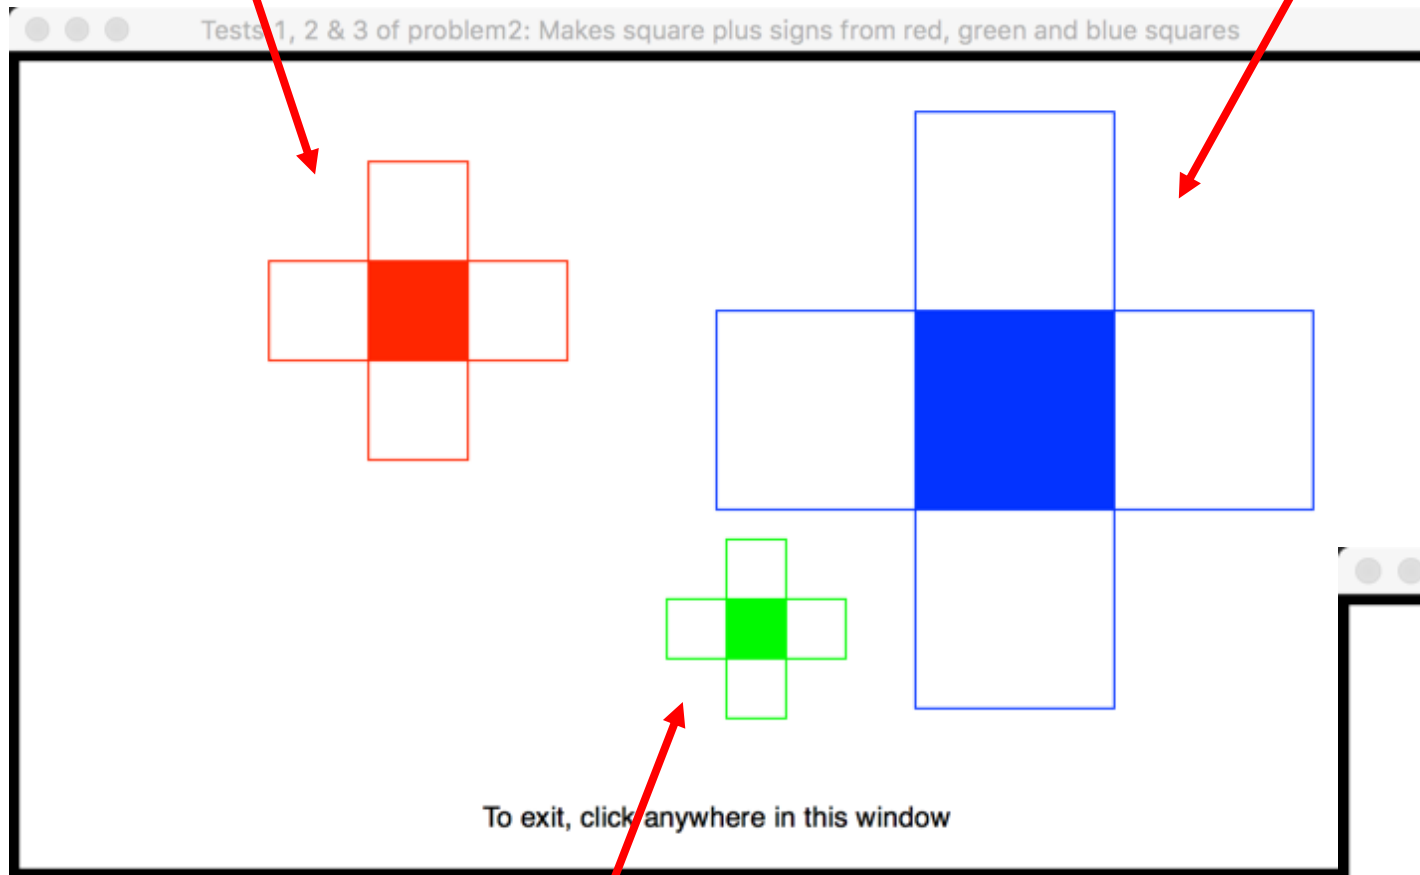 Tests 1, 2 & 3 of problem2: Makes square plus signs from red, green and blue squares
To exit, click anywhere in this window